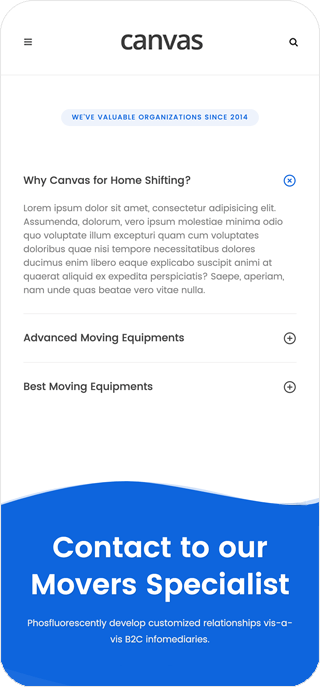 canvas
WE'VE VALUABLE ORGANIZATIONS SINCE 2014
Why Canvas for Home Shifting?
Lorem ipsum dolor sit amet, consectetur adipisicing elit.
Assumenda, dolorum, vero ipsum molestiae minima odio
quo voluptate illum excepturi quam cum voluptates
doloribus quae nisi tempore necessitatibus dolores
ducimus enim libero eaque explicabo suscipit animi at
quaerat aliquid ex expedita perspiciatis? Saepe, aperiam,
nam unde quas beatae vero vitae nulla.
Advanced Moving Equipments
Best Moving Equipments
Contact to our
Movers Specialist
Phosfluorescently develop customized relationships vis-a-
vis B2C infomediaries.